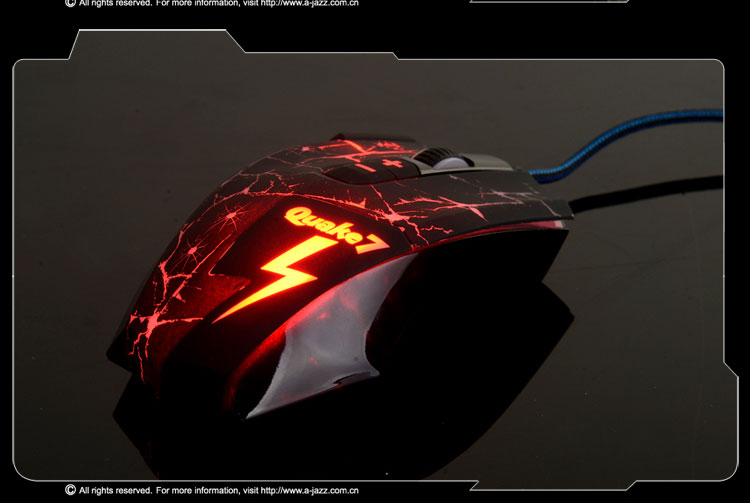 © All rights reserved. For more information, visit http://www.a-jazz.com.cn
− +
Quake7
© All rights reserved. For more information, visit http://www.a-jazz.com.cn